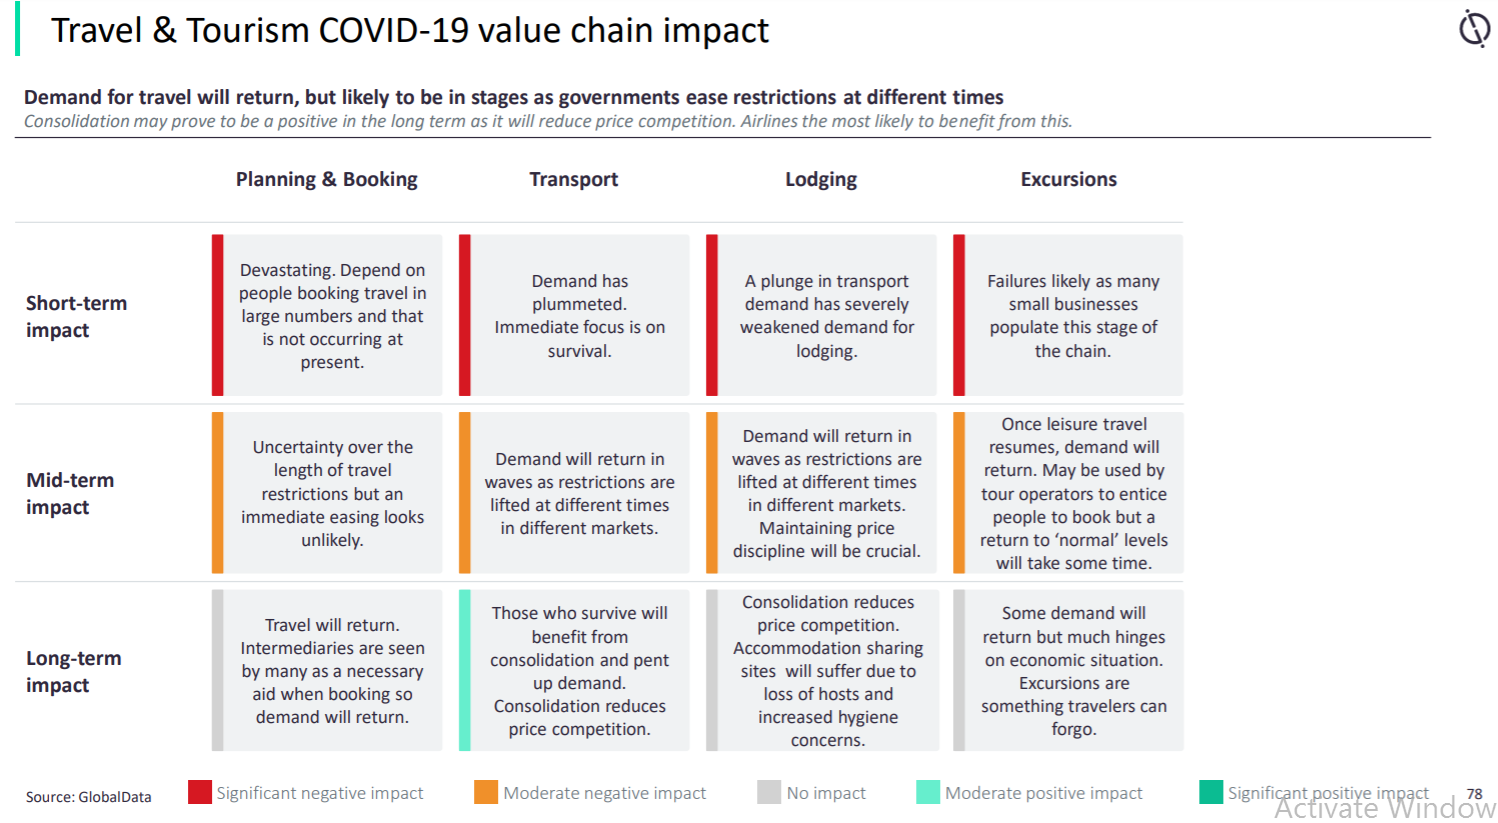 Travel & Tourism COVID-19 value chain impact
Demand for travel will return, but likely to be in stages as governments ease restrictions at different times
Consolidation may prove to be a positive in the long term as it will reduce price competition. Airlines the most likely to benefit from this.
Planning & Booking
Transport
Lodging
Excursions
Short-term
impact
Devastating. Depend on
people booking travel in
large numbers and that
is not occurring at
present.
Demand has
plummeted.
Immediate focus is on
survival.
A plunge in transport
demand has severely
weakened demand for
lodging.
Failures likely as many
small businesses
populate this stage of
the chain.
Mid-term
impact
Uncertainty over the
length of travel
restrictions but an
immediate easing looks
unlikely.
Demand will return in
waves as restrictions are
lifted at different times
in different markets.
Demand will return in
waves as restrictions are
lifted at different times
in different markets.
Maintaining price
discipline will be crucial.
Once leisure travel
resumes, demand will
return. May be used by
tour operators to entice
people to book but a
return to ‘normal’ levels
will take some time.
Long-term
impact
Travel will return.
Intermediaries are seen
by many as a necessary
aid when booking so
demand will return.
Those who survive will
benefit from
consolidation and pent
up demand.
Consolidation reduces
price competition.
Consolidation reduces
price competition.
Accommodation sharing
sites will suffer due to
loss of hosts and
increased hygiene
concerns.
Some demand will
return but much hinges
on economic situation.
Excursions are
something travelers can
forgo.
Source: GlobalData
Significant negative impact
Moderate negative impact
No impact
Moderate positive impact
Significant positive impact
78
Activate Window